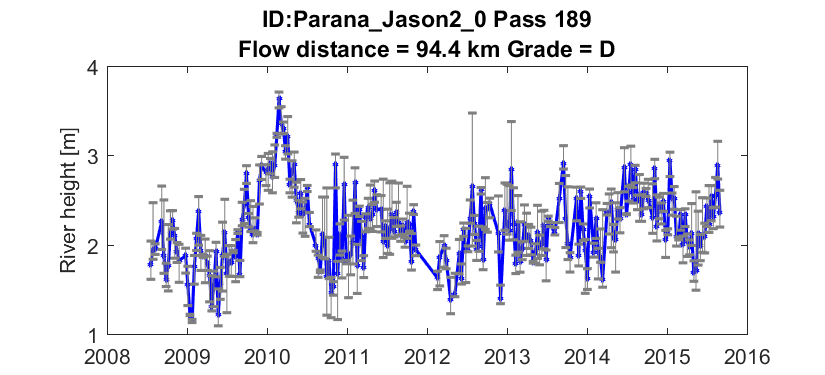 ID:Parana_Jason2_0 Pass 189
Flow distance = 94.4 km Grade = D
River height [m]
4
3
2
1
2008 2009 2010 2011 2012 2013 2014 2015 2016